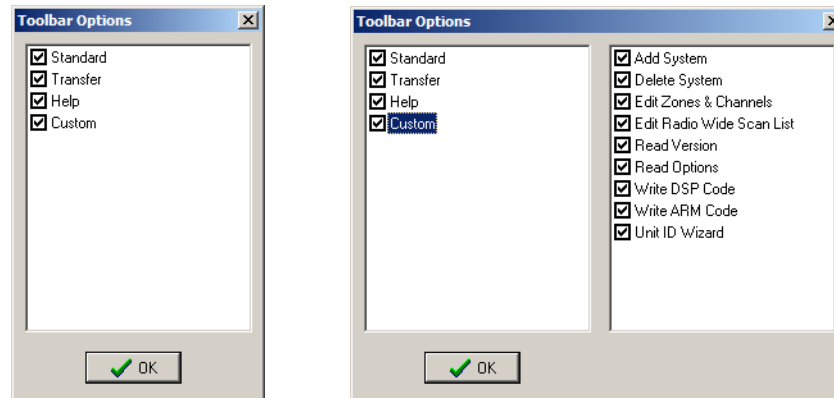 Toolbar Options
Standard
Transfer
Help
Custom
OK
Toolbar Options
Standard
Transfer
Help
Custom
Add System
Delete System
Edit Zones & Channels
Edit Radio Wide Scan List
Read Version
Read Options
Write DSP Code
Write ARM Code
Unit ID Wizard
OK